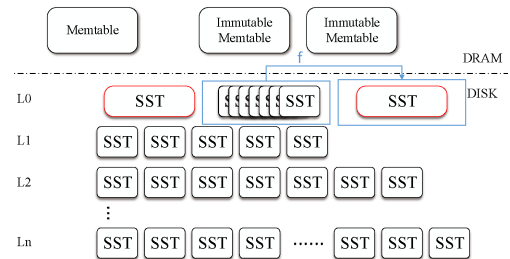 Memtable
Immutable
Memtable
Immutable
Memtable
f
DRAM
DISK
L0
SST
SST
SST
L1
SST SST SST SST SST
L2
SST SST SST SST SST SST SST
⋮
Ln
SST SST SST SST ...... SST SST SST